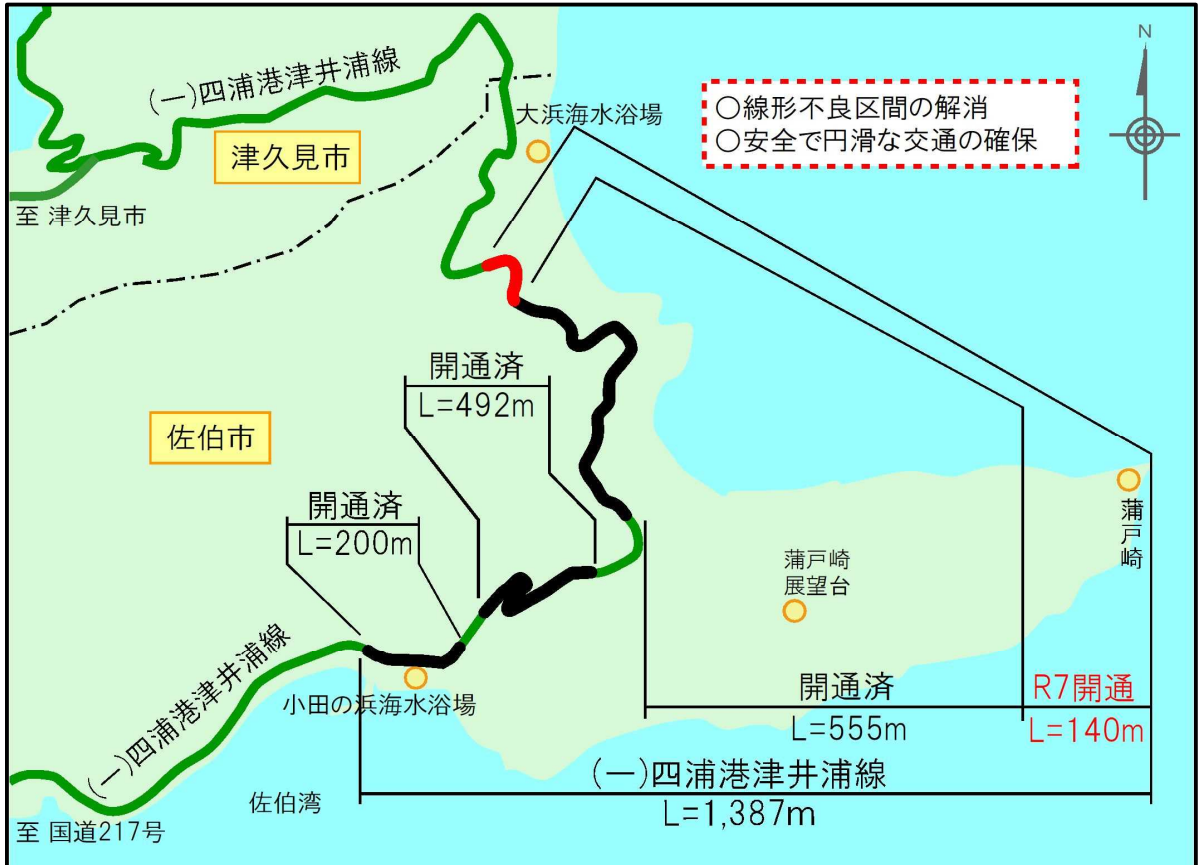 (一)四浦港津井浦線
N
○線形不良区間の解消
○安全で円滑な交通の確保
大浜海水浴場
津久見市
至 津久見市
開通済
L=492m
佐伯市
開通済
L=200m
蒲戸崎
蒲戸崎
展望台
(一)四浦港津井浦線
小田の浜海水浴場
開通済
L=555m
R7開通
L=140m
(一)四浦港津井浦線
L=1,387m
佐伯湾
至 国道217号